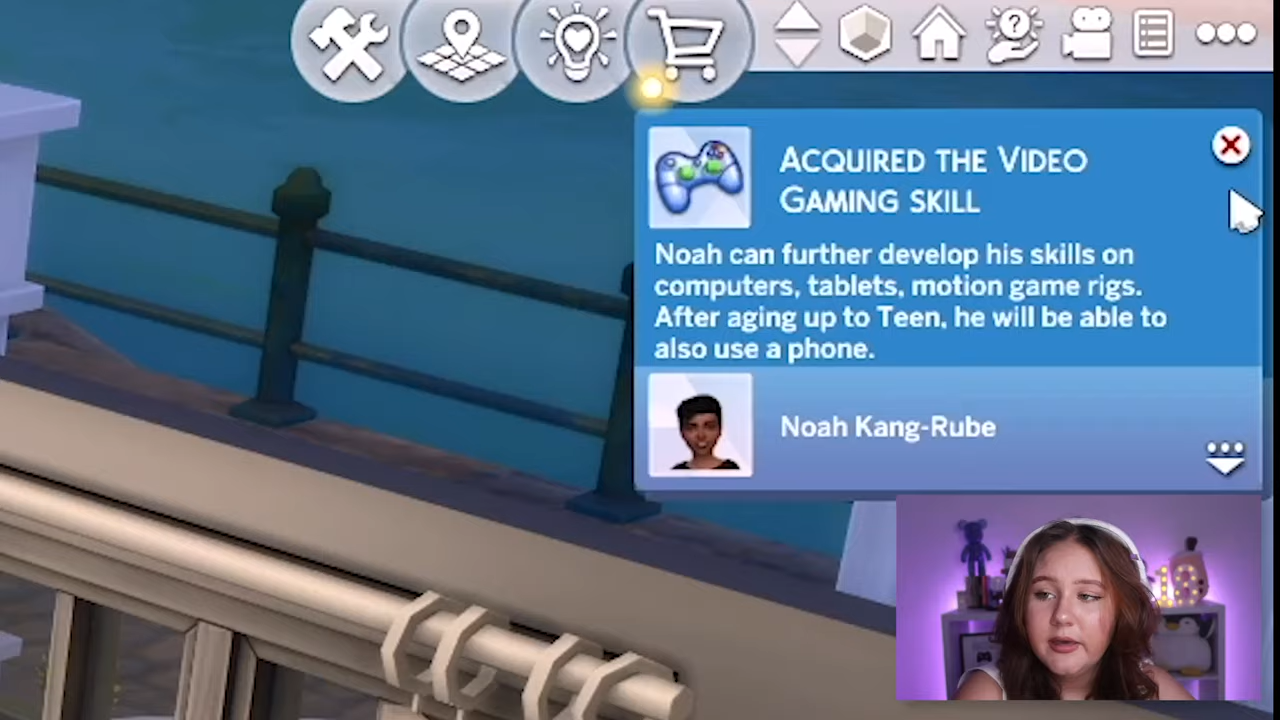 ACQUIRED THE VIDEO
GAMING SKILL
Noah can further develop his skills on
computers, tablets, motion game rigs.
After aging up to Teen, he will be able to
also use a phone.
Noah Kang-Rube